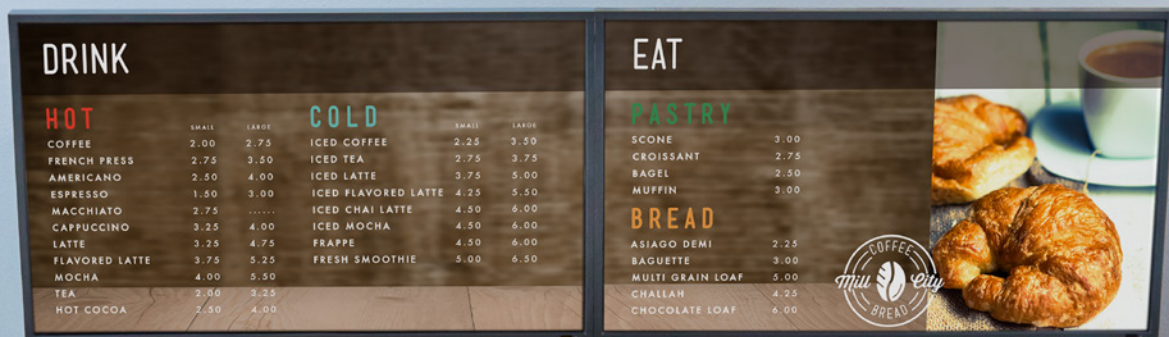 DRINK
HOT
SMALL LARGE
COFFEE 2.00 2.75
FRENCH PRESS 2.75 3.50
AMERICANO 2.50 4.00
ESPRESSO 1.50 3.00
MACCHIATO 2.75 ......
CAPPUCCINO 3.25 4.00
LATTE 3.25 4.75
FLAVORED LATTE 3.75 5.25
MOCHA 4.00 5.50
TEA 2.00 3.25
HOT COCOA 2.50 4.00
COLD
SMALL LARGE
ICED COFFEE 2.25 3.50
ICED TEA 2.75 3.75
ICED LATTE 3.75 5.00
ICED FLAVORED LATTE 4.25 5.50
ICED CHAI LATTE 4.50 6.00
ICED MOCHA 4.50 6.00
FRAPPE 4.50 6.00
FRESH SMOOTHIE 5.00 6.50
EAT
PASTRY
SCONE 3.00
CROISSANT 2.75
BAGEL 2.50
MUFFIN 3.00
BREAD
ASIAGO DEMI 2.25
BAGUETTE 3.00
MULTI GRAIN LOAF 5.00
CHALLAH 4.25
CHOCOLATE LOAF 6.00
COFFEE
Mill City
BREAD